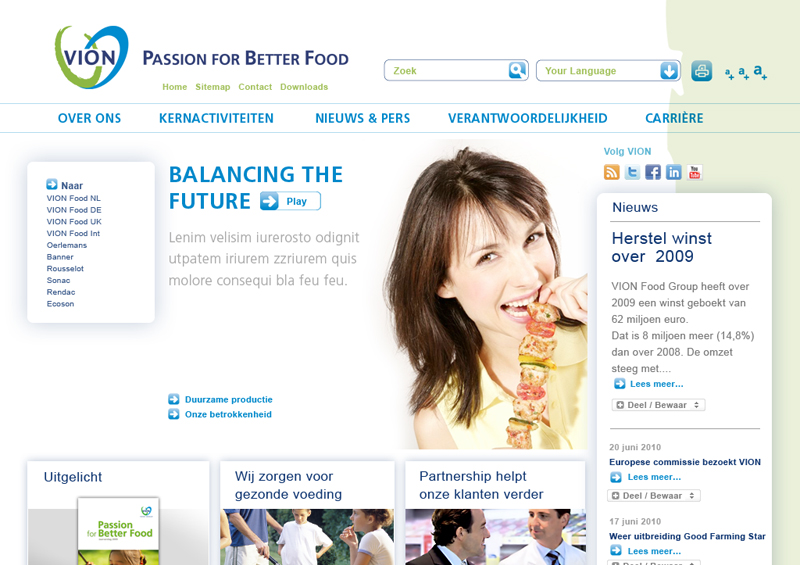 VION
PASSION FOR BETTER FOOD
Zoek
Your Language
a+ a+ a+
Home Sitemap Contact Downloads
OVER ONS KERNACTIVITEITEN NIEUWS & PERS VERANTWOORDELIJKHEID CARRIÈRE
Naar
VION Food NL
VION Food DE
VION Food UK
VION Food Int
Oerlemans
Banner
Rousselot
Sonac
Rendac
Ecoson
BALANCING THE
FUTURE Play
Lenim velisim iurerosto odignit
utpatem iriurem zzriurem quis
molore consequi bla feu feu.
Duurzame productie
Onze betrokkenheid
Volg VION
You Tube
Nieuws
Herstel winst
over 2009
VION Food Group heeft over
2009 een winst geboekt van
62 miljoen euro.
Dat is 8 miljoen meer (14,8%)
dan over 2008. De omzet
steeg met....
Lees meer...
Deel / Bewaar
20 juni 2010
Europese commissie bezoekt VION
Lees meer...
Deel / Bewaar
17 juni 2010
Weer uitbreiding Good Farming Star
Lees meer...
Deel / Bewaar
Uitgelicht
Passion
for Better Food
Wij zorgen voor
gezonde voeding
Partnership helpt
onze klanten verder